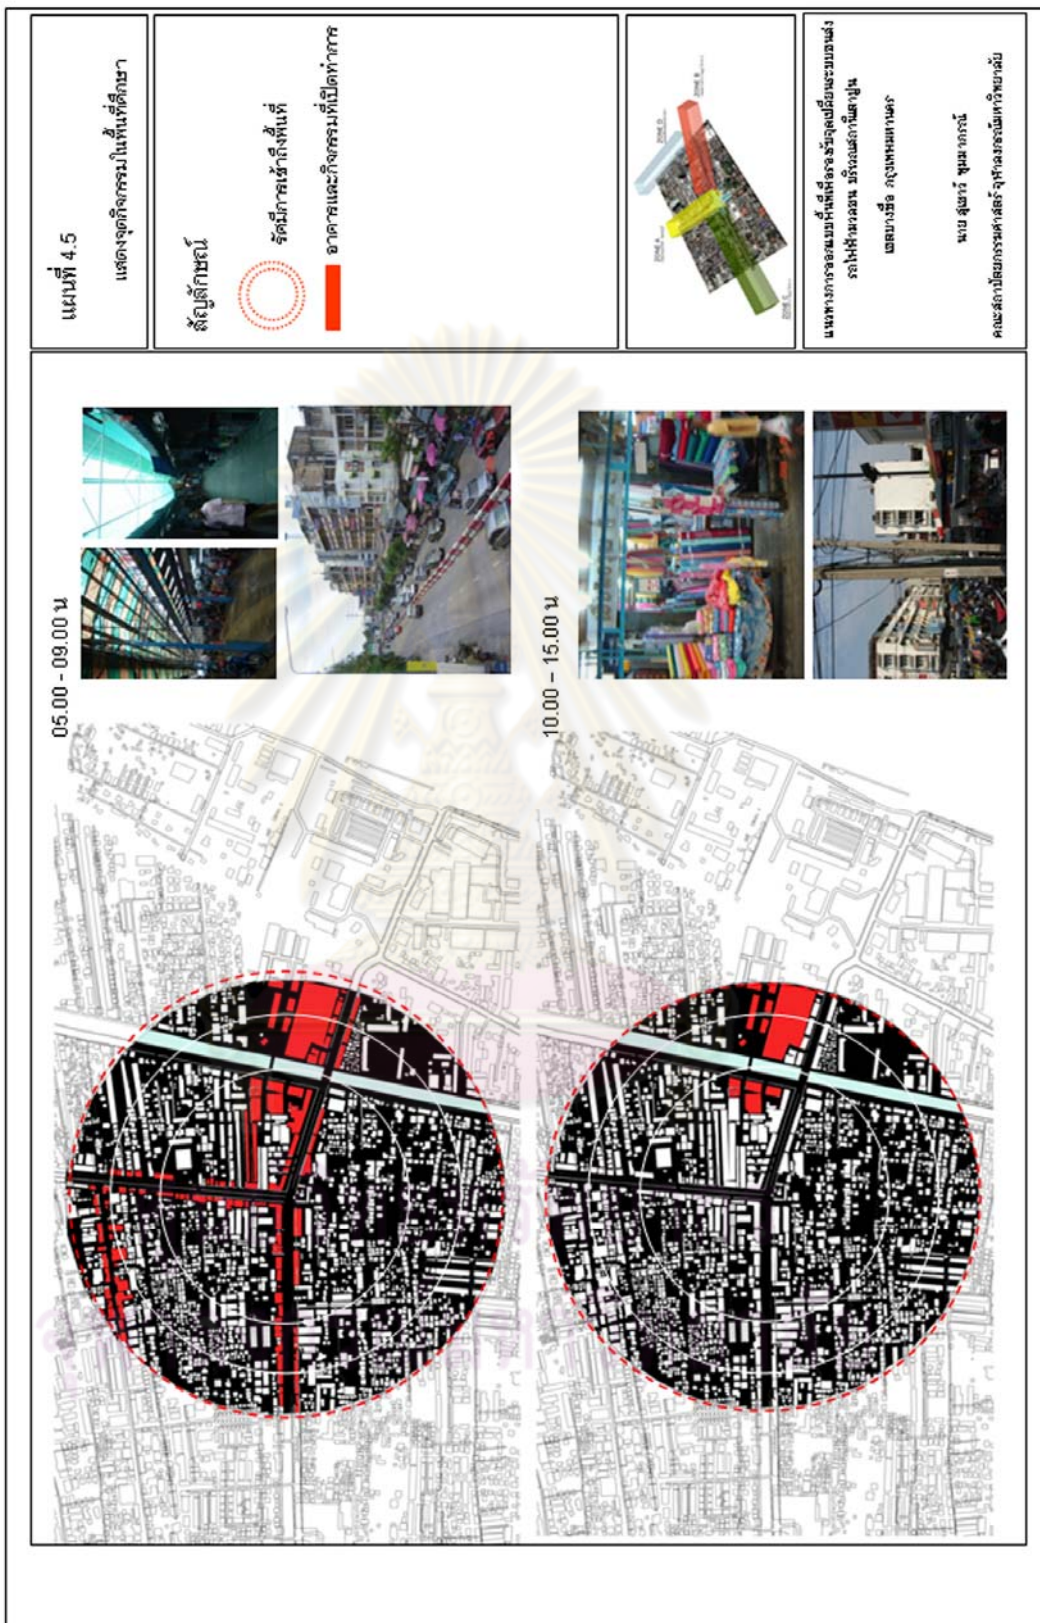 แผนที่ 4.5
แสดงจุดกิจกรรมในพื้นที่ศึกษา
สัญลักษณ์
รัศมีการเข้าถึงพื้นที่
อาคารและกิจกรรมที่เปิดทำการ
ZONE A
ZONE B
ZONE C
ZONE D
เขตบางซื่อ กรุงเทพมหานคร
คณะสถาปัตยกรรมศาสตร์ จุฬาลงกรณ์มหาวิทยาลัย
05.00 - 09.00 น
10.00 – 15.00 น